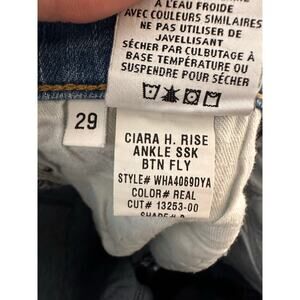 À L'EAU FROIDE
AVEC COULEURS SIMILAIRES
NE PAS UTILISER DE
JAVELLISANT
SÉCHER PAR CULBUTAGE À
BASE TEMPÉRATURE OU
SUSPENDRE POUR SÉCHER
29
CIARA H. RISE
ANKLE SSK
BTN FLY
STYLE# WHA4069DYA
COLOR# REAL
CUT# 13253-00